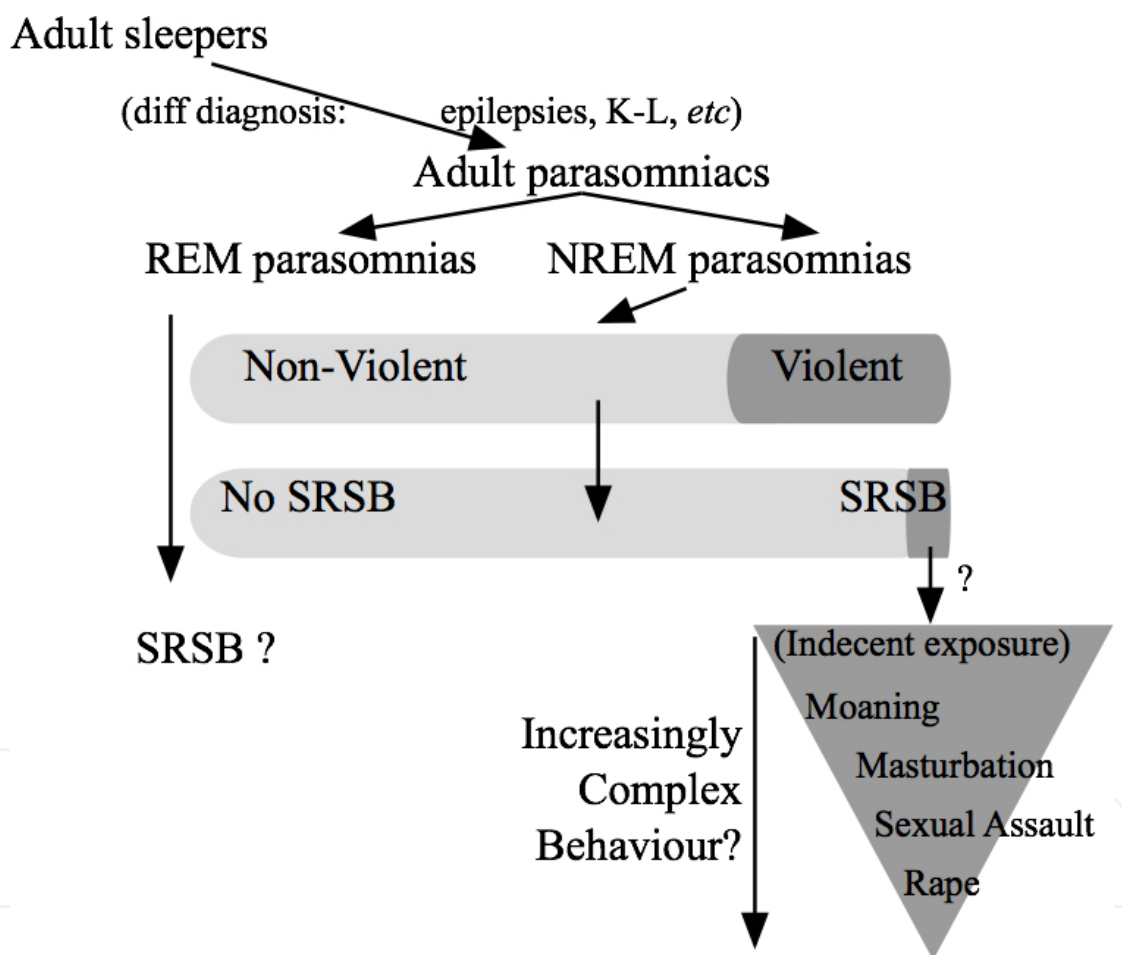 Adult sleepers
(diff diagnosis: epilepsies, K-L, etc)
Adult parasomniacs
REM parasomnias NREM parasomnias
Non-Violent Violent
No SRSB SRSB
?
SRSB ?
(Indecent exposure)
Moaning
Masturbation
Sexual Assault
Rape
Increasingly
Complex
Behaviour?